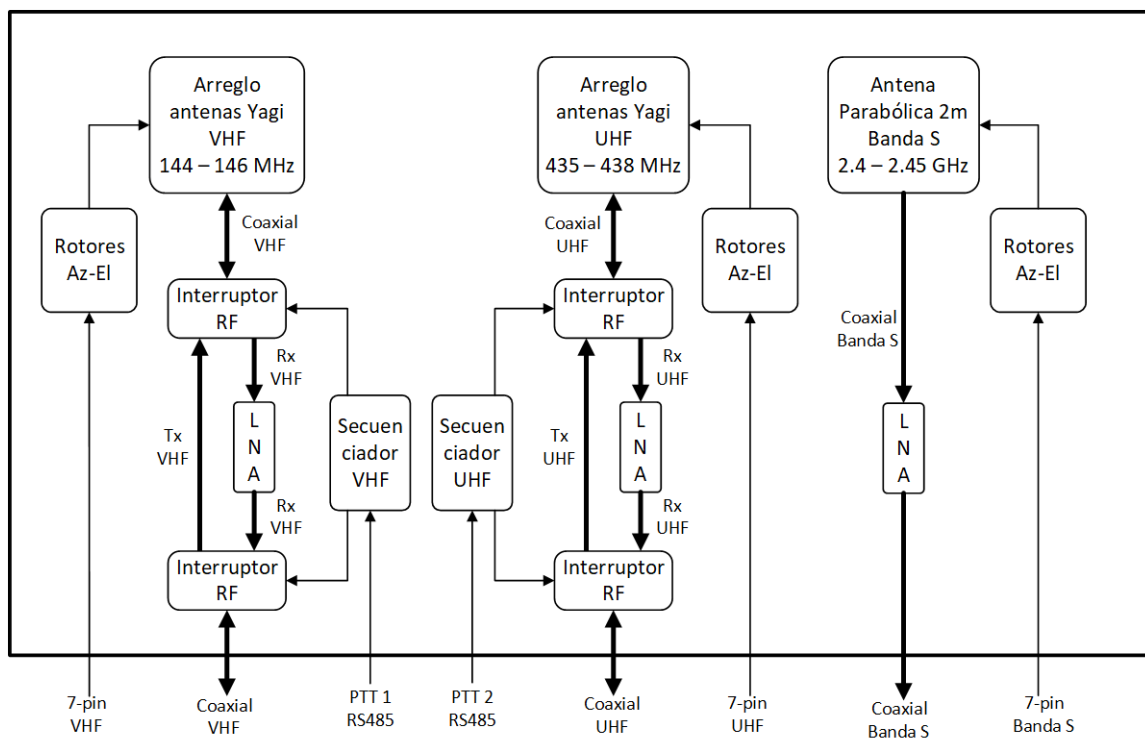 Arreglo
antenas Yagi
VHF
144 – 146 MHz
Arreglo
antenas Yagi
UHF
435 – 438 MHz
Antena
Parabólica 2m
Banda S
2.4 – 2.45 GHz
Rotores
Az-El
Coaxial
VHF
Coaxial
UHF
Rotores
Az-El
Rotores
Az-El
Interruptor
RF
Interruptor
RF
Coaxial
Banda S
Rx
VHF
Rx
UHF
Tx
VHF
L
N
A
Secuen
ciador
VHF
Secuen
ciador
UHF
Tx
UHF
L
N
A
L
N
A
Rx
VHF
Rx
UHF
Interruptor
RF
Interruptor
RF
7-pin
VHF
Coaxial
VHF
PTT 1
RS485
PTT 2
RS485
Coaxial
UHF
7-pin
UHF
Coaxial
Banda S
7-pin
Banda S